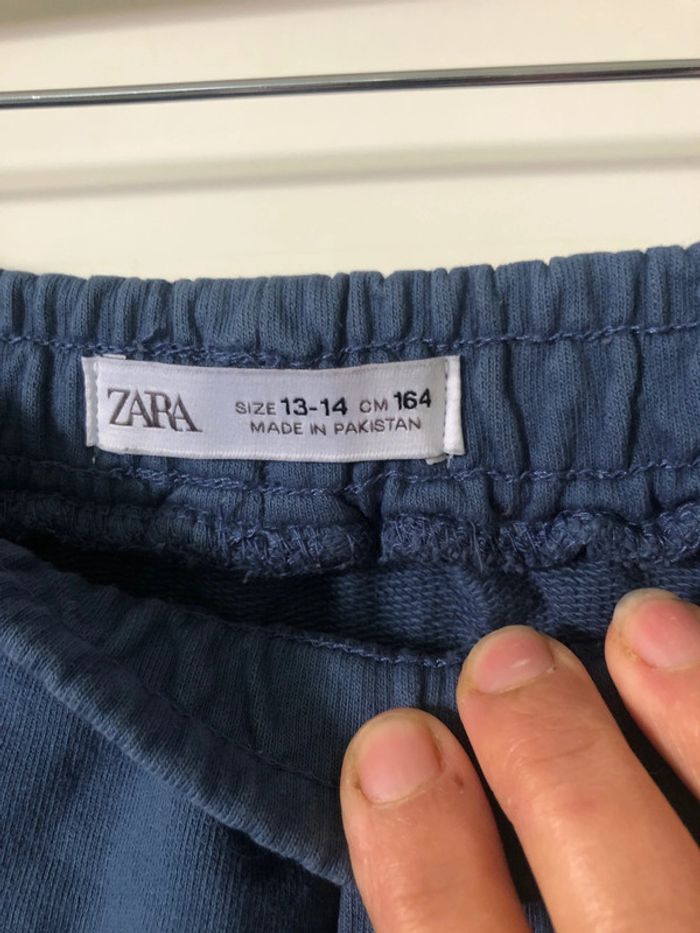 ZARA
SIZE 13-14 CM 164
MADE IN PAKISTAN